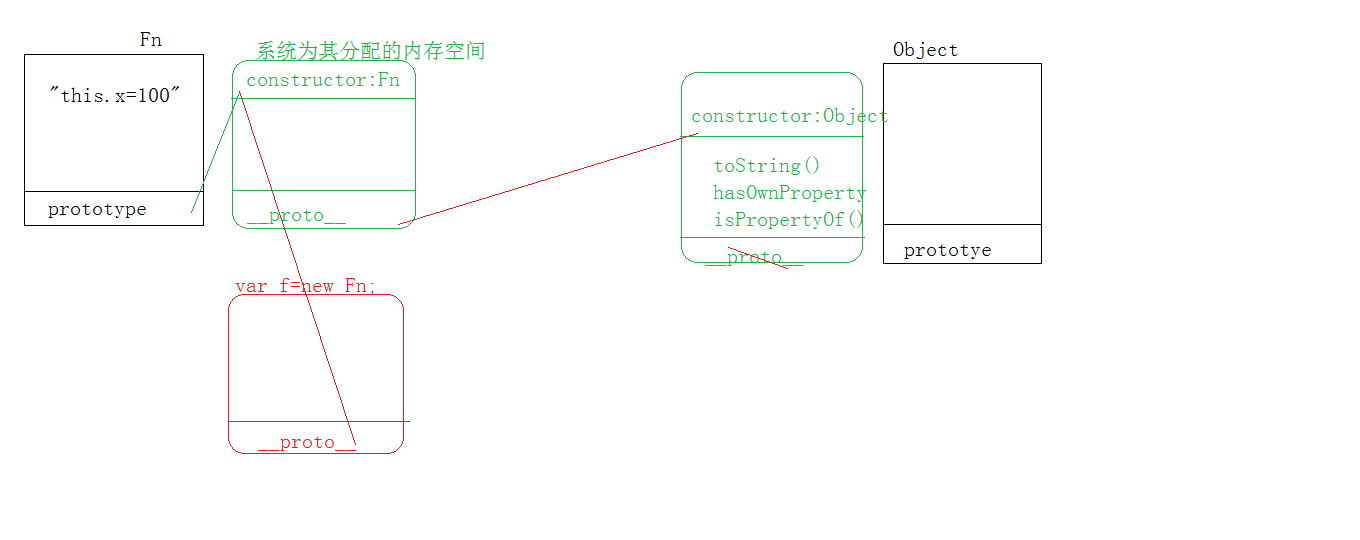 Fn
"this.x=100"
prototype
系统为其分配的内存空间
constructor:Fn
__proto__
var f=new Fn;
__proto__
constructor:Object
toString()
hasOwnProperty
isPropertyOf()
__proto__
Object
prototye